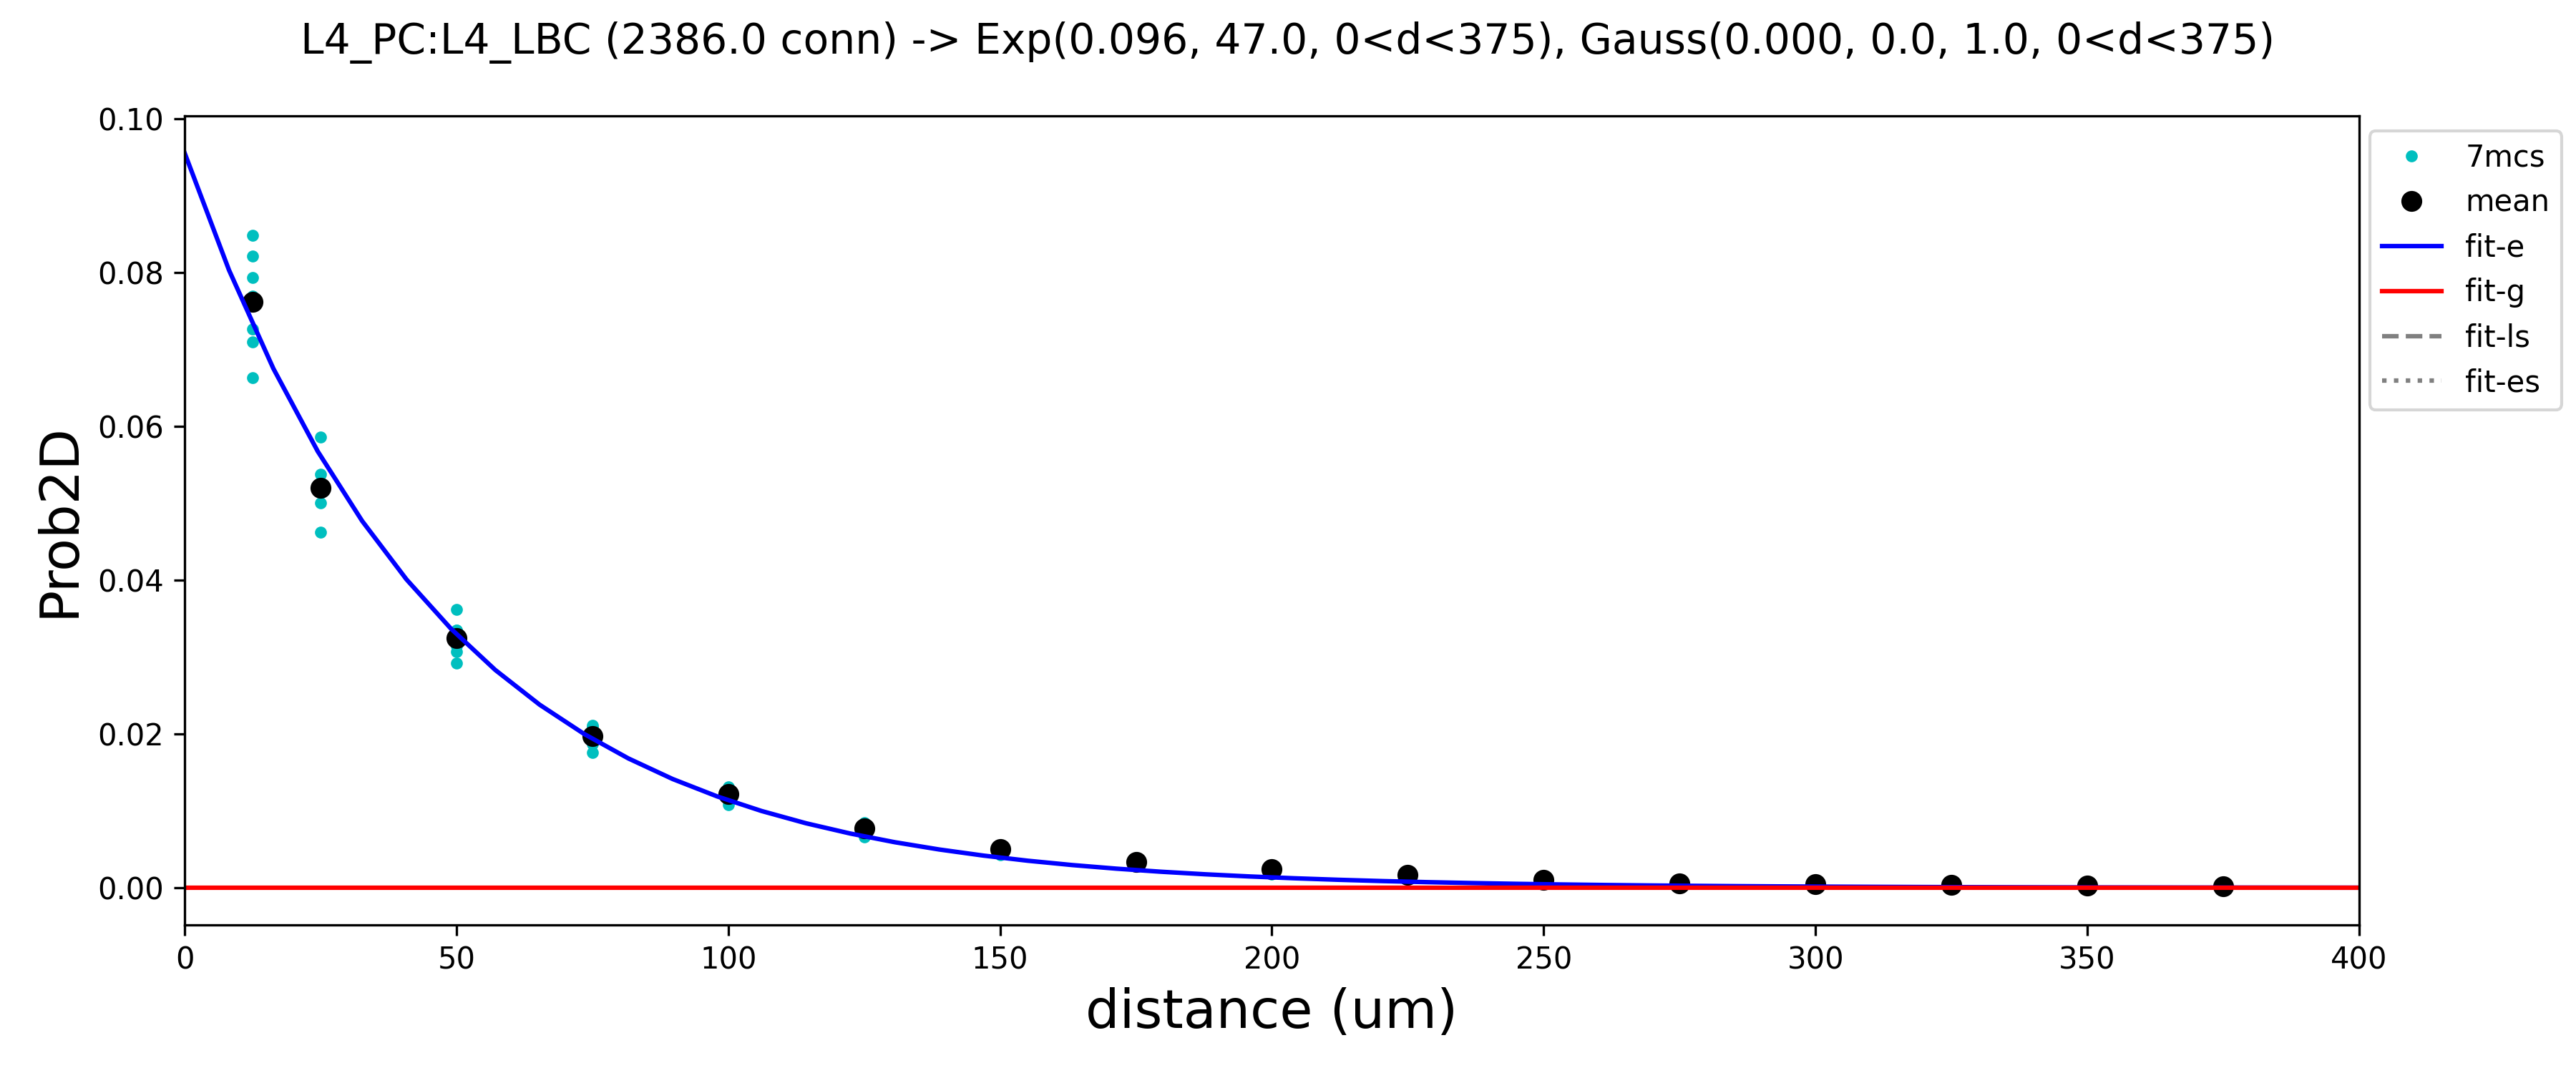 L4_PC:L4_LBC (2386.0 conn) -> Exp(0.096, 47.0, 0<d<375), Gauss(0.000, 0.0, 1.0, 0<d<375)
0.10
0.08
0.06
0.04
0.02
0.00
Prob2D
0 50 100 150 200 250 300 350 400
distance (um)
7mcs
mean
fit-e
fit-g
fit-ls
fit-es